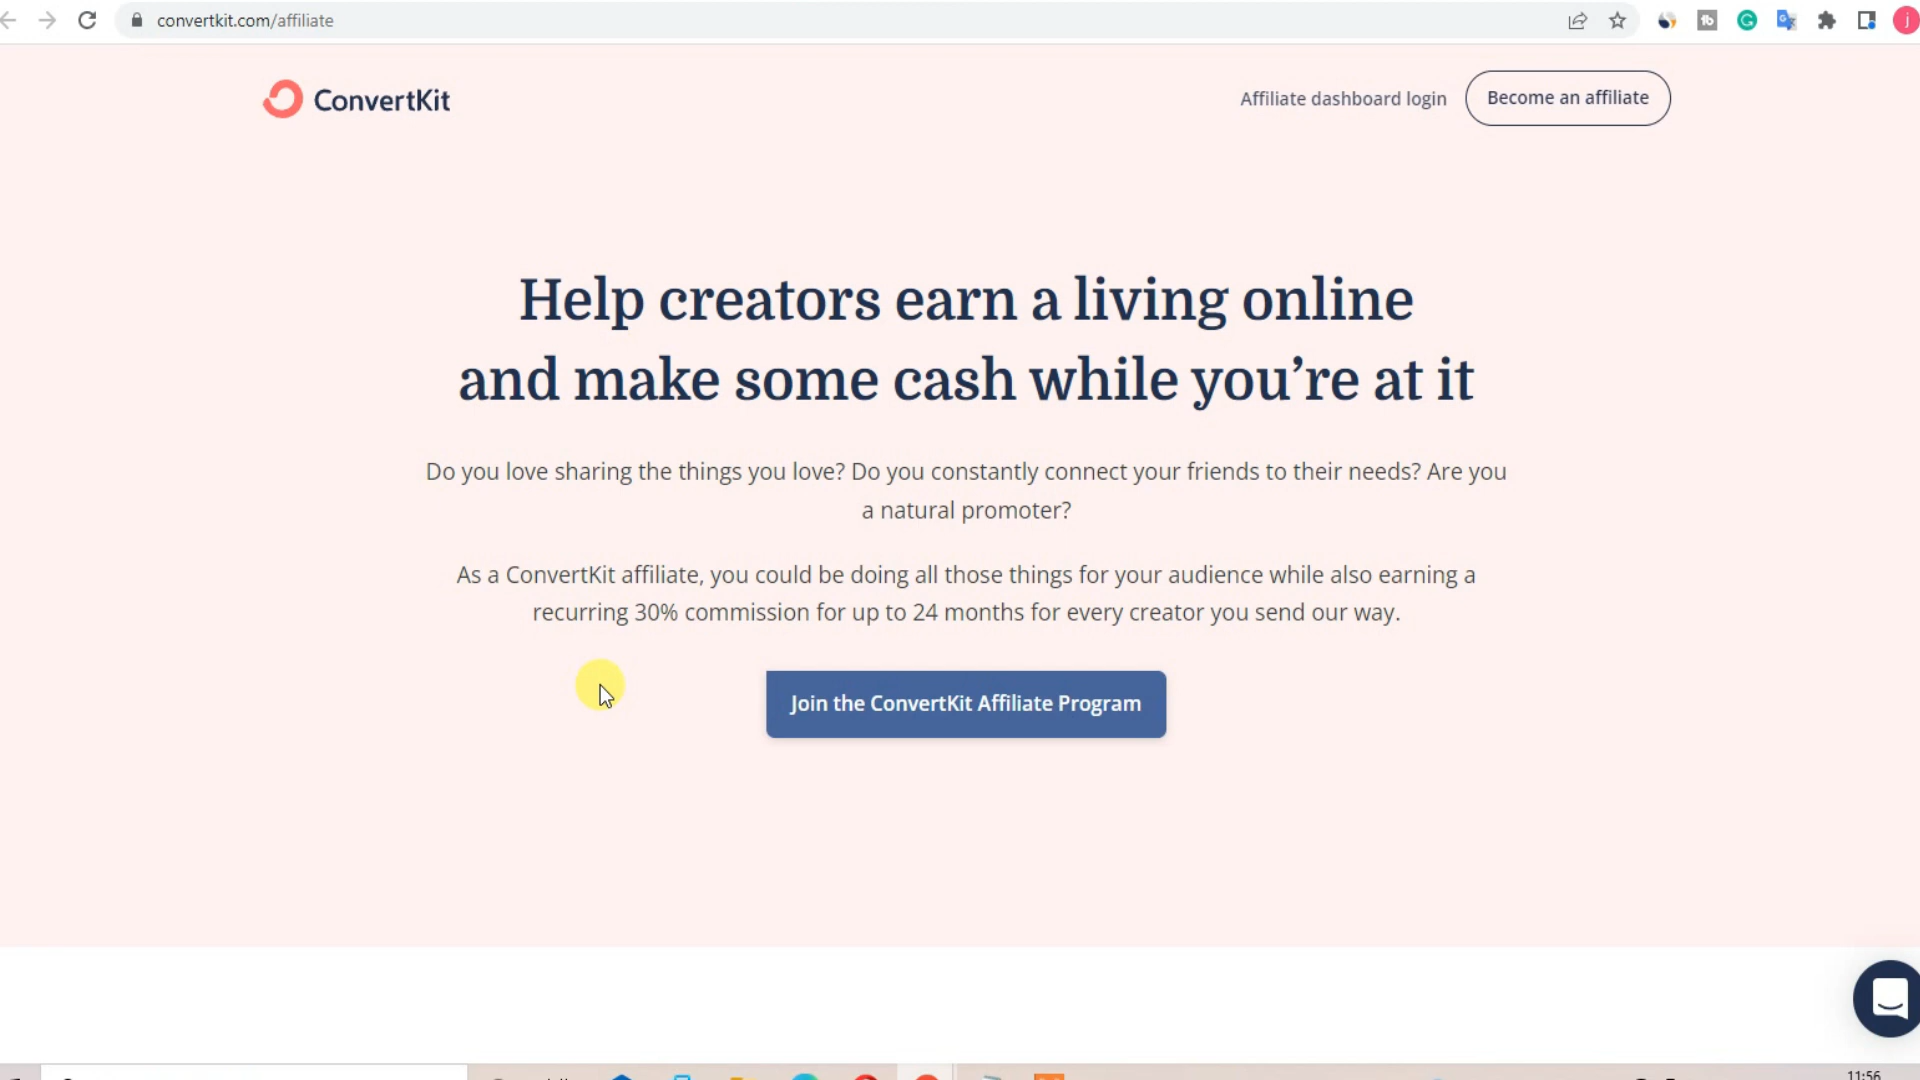 convertkit.com/affiliate
ConvertKit
Affiliate dashboard login
Become an affiliate
Help creators earn a living online
and make some cash while you’re at it
Do you love sharing the things you love? Do you constantly connect your friends to their needs? Are you
a natural promoter?
As a ConvertKit affiliate, you could be doing all those things for your audience while also earning a
recurring 30% commission for up to 24 months for every creator you send our way.
Join the ConvertKit Affiliate Program
11:56